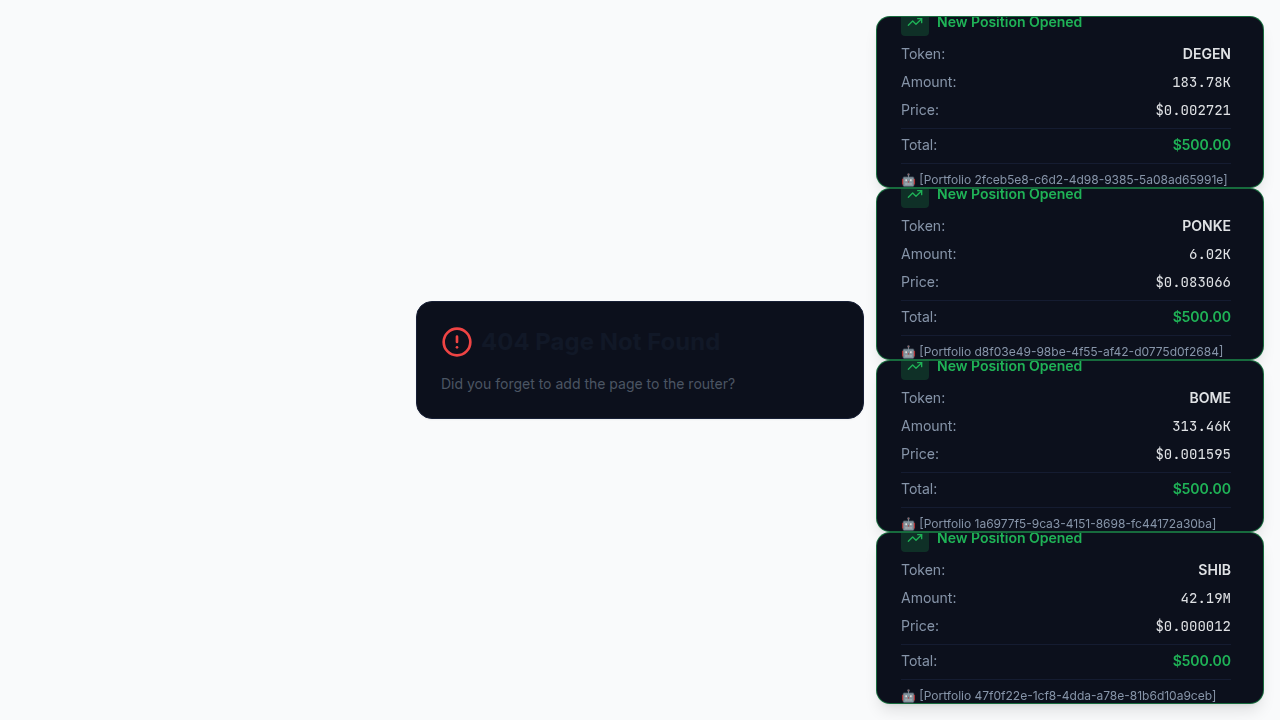 404 Page Not Found
Did you forget to add the page to the router?
New Position Opened
Token: DEGEN
Amount: 183.78K
Price: $0.002721
Total: $500.00
🤖 [Portfolio 2fceb5e8-c6d2-4d98-9385-5a08ad65991e]
New Position Opened
Token: PONKE
Amount: 6.02K
Price: $0.083066
Total: $500.00
🤖 [Portfolio d8f03e49-98be-4f55-af42-d0775d0f2684]
New Position Opened
Token: BOME
Amount: 313.46K
Price: $0.001595
Total: $500.00
🤖 [Portfolio 1a6977f5-9ca3-4151-8698-fc44172a30ba]
New Position Opened
Token: SHIB
Amount: 42.19M
Price: $0.000012
Total: $500.00
🤖 [Portfolio 47f0f22e-1cf8-4dda-a78e-81b6d10a9ceb]